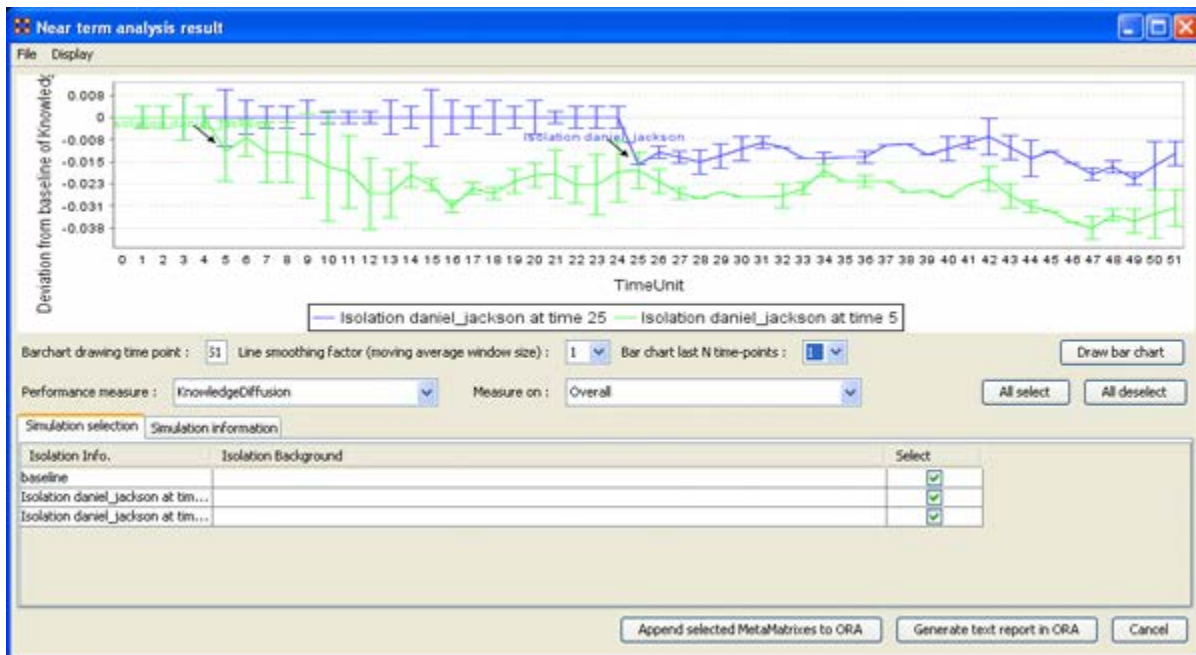 Near term analysis result
File Display
Deviation from baseline of Knowledg
0.008
0
-0.008
-0.015
-0.023
-0.031
-0.038
Isolation daniel_jackson
0 1 2 3 4 5 6 7 8 9 10 11 12 13 14 15 16 17 18 19 20 21 22 23 24 25 26 27 28 29 30 31 32 33 34 35 36 37 38 39 40 41 42 43 44 45 46 47 48 49 50 51
TimeUnit
Isolation daniel_jackson at time 25 Isolation daniel_jackson at time 5
Barchart drawing time point : 51 Line smoothing factor (moving average window size) : 1 Bar chart last N time-points : 1 Draw bar chart
Performance measure : KnowledgeDiffusion Measure on : Overall All select All deselect
Simulation selection Simulation information
Isolation Info. Isolation Background Select
baseline
Isolation daniel_jackson at tim...
Isolation daniel_jackson at tim...
Append selected MetaMatrixes to ORA Generate text report in ORA Cancel